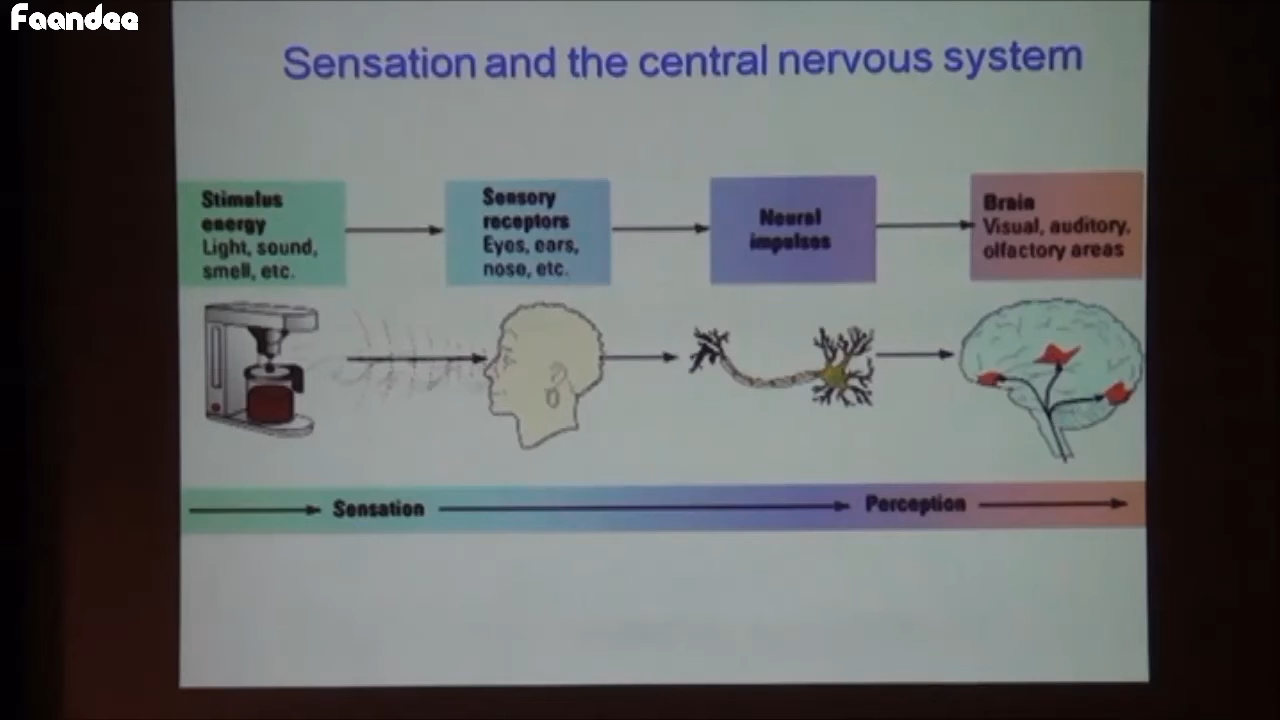 Faandee
Sensation and the central nervous system
Stimulus
energy
Light, sound,
smell, etc.
Sensory
receptors
Eyes, ears,
nose, etc.
Neural
impulses
Brain
Visual, auditory,
olfactory areas
Sensation
Perception